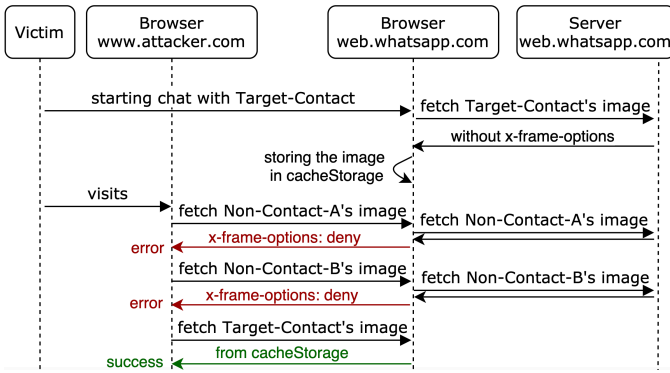 Victim
Browser
www.attacker.com
Browser
web.whatsapp.com
Server
web.whatsapp.com
starting chat with Target-Contact
fetch Target-Contact's image
without x-frame-options
storing the image
in cacheStorage
visits
fetch Non-Contact-A's image
fetch Non-Contact-A's image
x-frame-options: deny
error
fetch Non-Contact-B's image
fetch Non-Contact-B's image
x-frame-options: deny
error
fetch Target-Contact's image
from cacheStorage
success